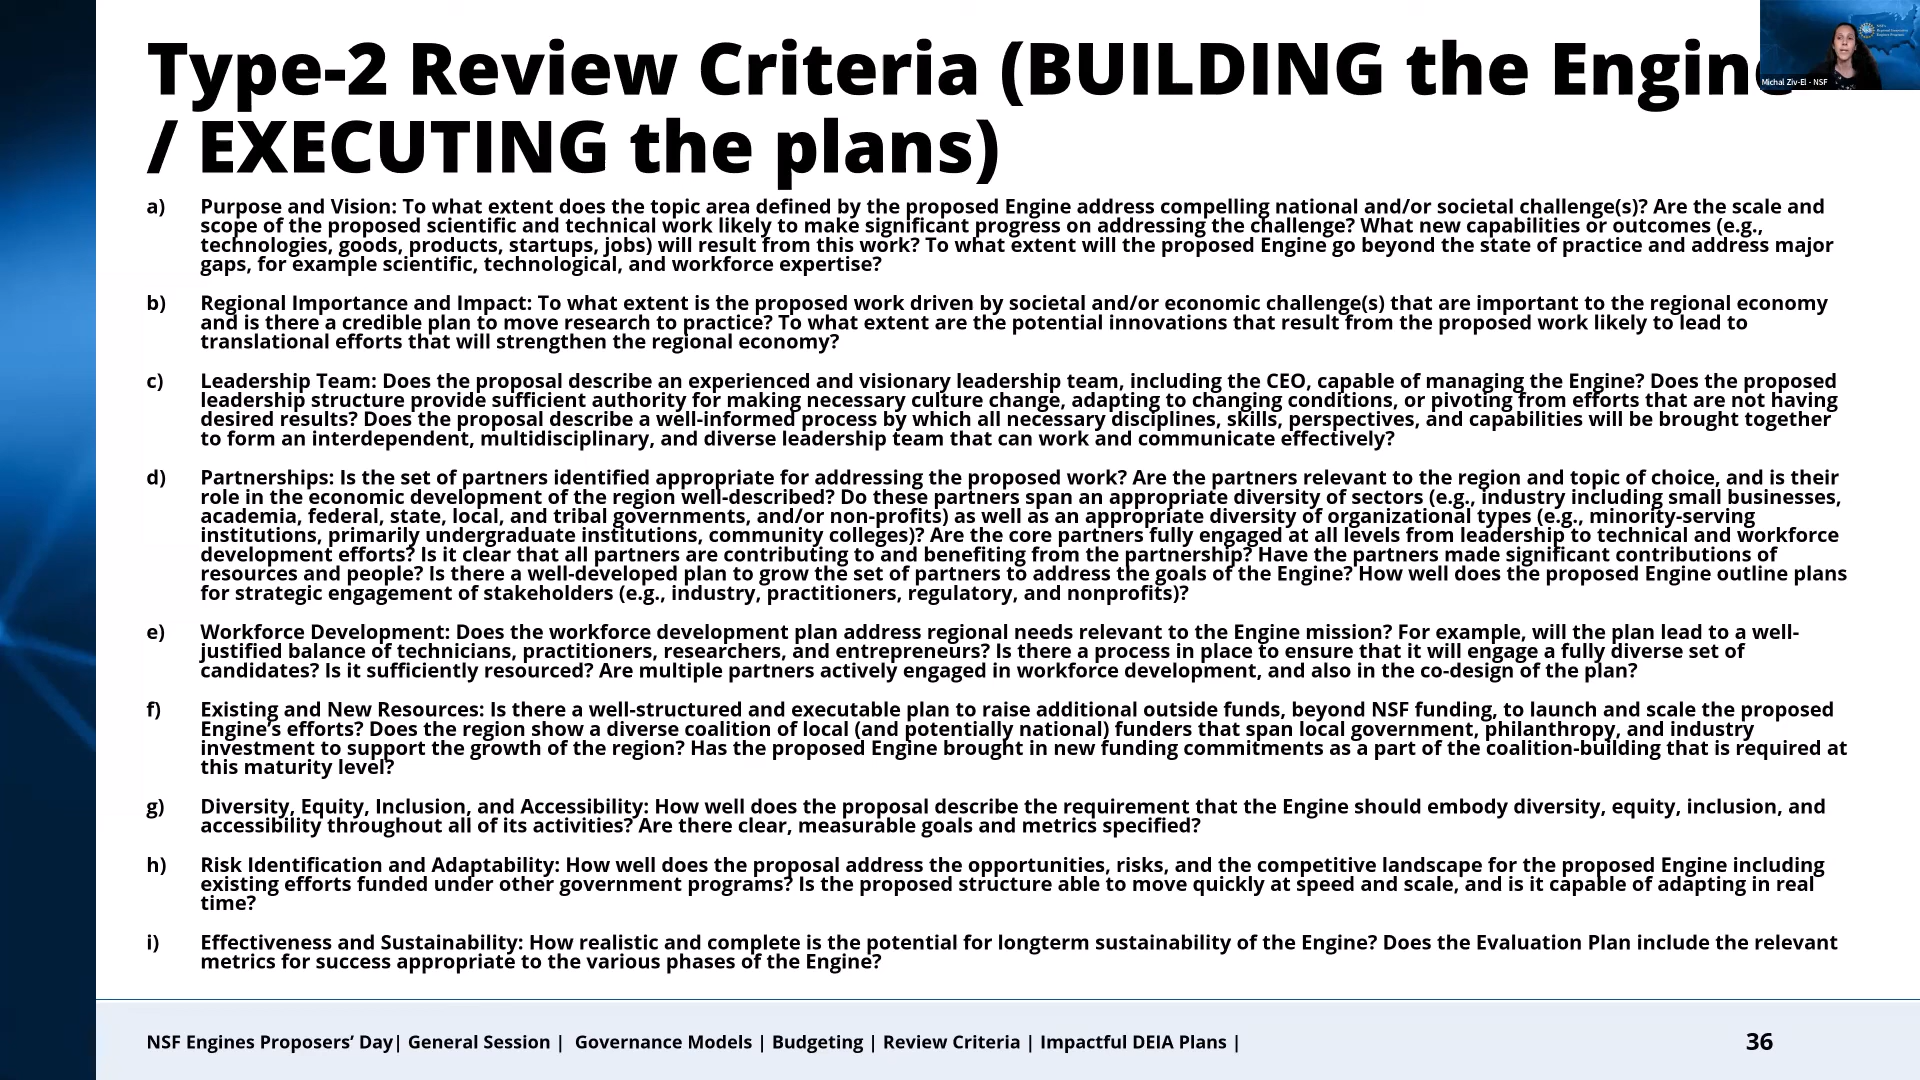 Type-2 Review Criteria (BUILDING the Engine
/ EXECUTING the plans)
Michal Ziv-El - NSF
a) Purpose and Vision: To what extent does the topic area defined by the proposed Engine address compelling national and/or societal challenge(s)? Are the scale and
scope of the proposed scientific and technical work likely to make significant progress on addressing the challenge? What new capabilities or outcomes (e.g.,
technologies, goods, products, startups, jobs) will result from this work? To what extent will the proposed Engine go beyond the state of practice and address major
gaps, for example scientific, technological, and workforce expertise?
b) Regional Importance and Impact: To what extent is the proposed work driven by societal and/or economic challenge(s) that are important to the regional economy
and is there a credible plan to move research to practice? To what extent are the potential innovations that result from the proposed work likely to lead to
translational efforts that will strengthen the regional economy?
c) Leadership Team: Does the proposal describe an experienced and visionary leadership team, including the CEO, capable of managing the Engine? Does the proposed
leadership structure provide sufficient authority for making necessary culture change, adapting to changing conditions, or pivoting from efforts that are not having
desired results? Does the proposal describe a well-informed process by which all necessary disciplines, skills, perspectives, and capabilities will be brought together
to form an interdependent, multidisciplinary, and diverse leadership team that can work and communicate effectively?
d) Partnerships: Is the set of partners identified appropriate for addressing the proposed work? Are the partners relevant to the region and topic of choice, and is their
role in the economic development of the region well-described? Do these partners span an appropriate diversity of sectors (e.g., industry including small businesses,
academia, federal, state, local, and tribal governments, and/or non-profits) as well as an appropriate diversity of organizational types (e.g., minority-serving
institutions, primarily undergraduate institutions, community colleges)? Are the core partners fully engaged at all levels from leadership to technical and workforce
development efforts? Is it clear that all partners are contributing to and benefiting from the partnership? Have the partners made significant contributions of
resources and people? Is there a well-developed plan to grow the set of partners to address the goals of the Engine? How well does the proposed Engine outline plans
for strategic engagement of stakeholders (e.g., industry, practitioners, regulatory, and nonprofits)?
e) Workforce Development: Does the workforce development plan address regional needs relevant to the Engine mission? For example, will the plan lead to a well-
justified balance of technicians, practitioners, researchers, and entrepreneurs? Is there a process in place to ensure that it will engage a fully diverse set of
candidates? Is it sufficiently resourced? Are multiple partners actively engaged in workforce development, and also in the co-design of the plan?
f) Existing and New Resources: Is there a well-structured and executable plan to raise additional outside funds, beyond NSF funding, to launch and scale the proposed
Engine’s efforts? Does the region show a diverse coalition of local (and potentially national) funders that span local government, philanthropy, and industry
investment to support the growth of the region? Has the proposed Engine brought in new funding commitments as a part of the coalition-building that is required at
this maturity level?
g) Diversity, Equity, Inclusion, and Accessibility: How well does the proposal describe the requirement that the Engine should embody diversity, equity, inclusion, and
accessibility throughout all of its activities? Are there clear, measurable goals and metrics specified?
h) Risk Identification and Adaptability: How well does the proposal address the opportunities, risks, and the competitive landscape for the proposed Engine including
existing efforts funded under other government programs? Is the proposed structure able to move quickly at speed and scale, and is it capable of adapting in real
time?
i) Effectiveness and Sustainability: How realistic and complete is the potential for longterm sustainability of the Engine? Does the Evaluation Plan include the relevant
metrics for success appropriate to the various phases of the Engine?
NSF Engines Proposers’ Day| General Session | Governance Models | Budgeting | Review Criteria | Impactful DEIA Plans |
36